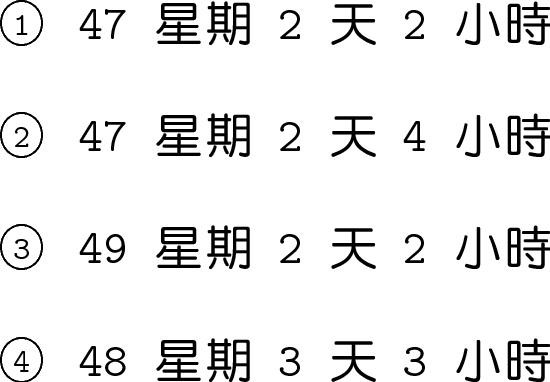 ① 47 星期 2 天 2 小時
② 47 星期 2 天 4 小時
③ 49 星期 2 天 2 小時
④ 48 星期 3 天 3 小時